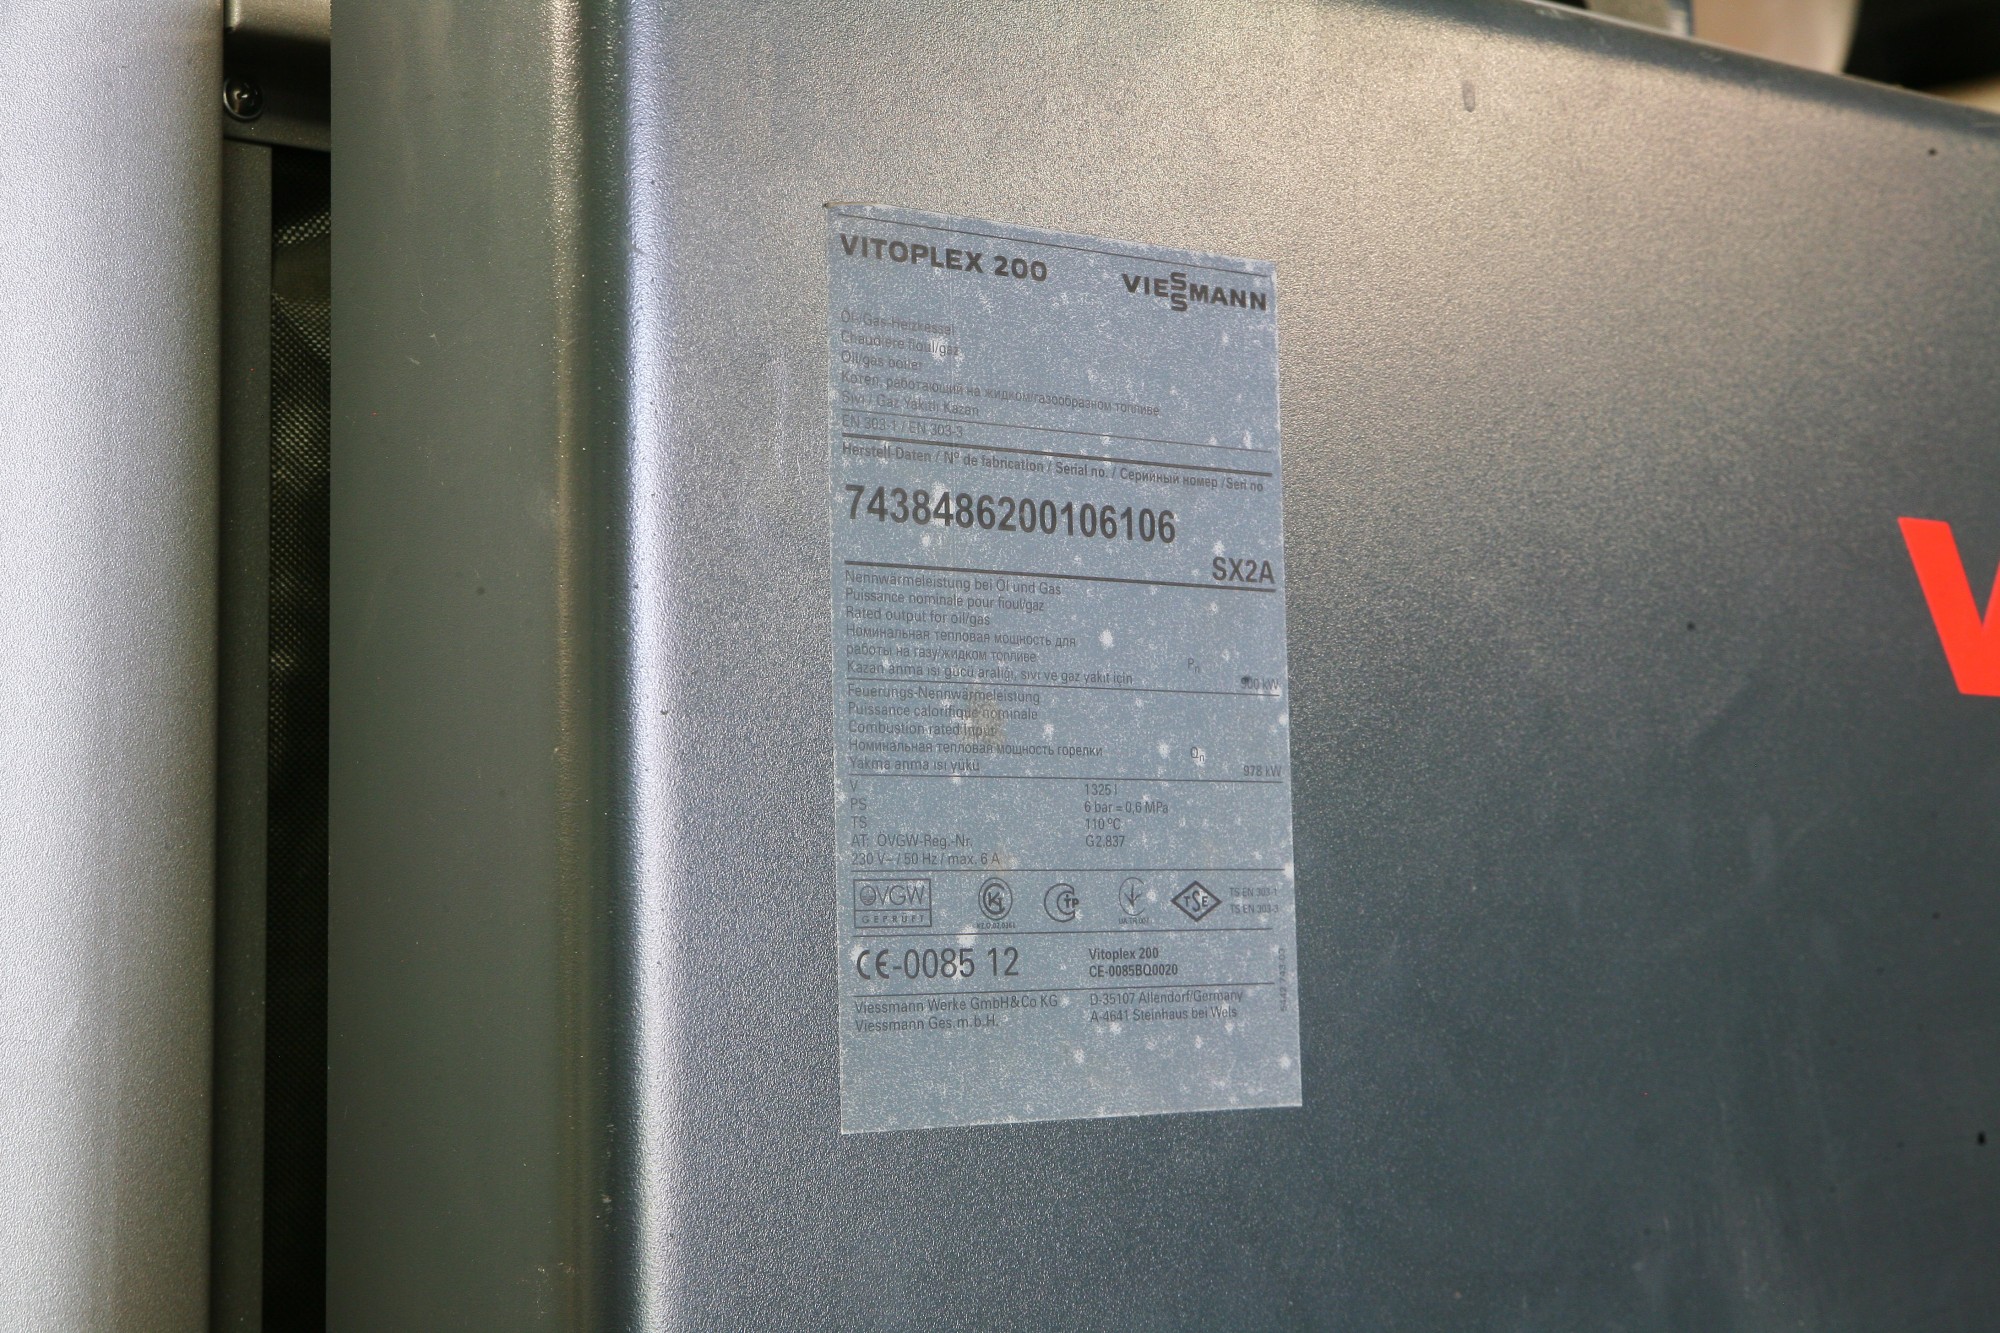 VITOPLEX 200
VIESSMANN
Öl-/Gas-Heizkessel
Chaudière fioul/gaz
Oil/gas boiler
Котел, работающий на жидком/газообразном топливе
Sıvı / Gaz Yakıtlı Kazan
EN 303-1 / EN 303-3
Herstell Daten / Nº de fabrication / Serial no. / Серийный номер /Seri no
7438486200106106
SX2A
Nennwärmeleistung bei Öl und Gas
Puissance nominale pour fioul/gaz
Rated output for oil/gas
Номинальная тепловая мощность для
работы на газу/жидком топливе
Kazan anma ısı gücü aralığı, sıvı ve gaz yakıt için Pn 900 kW
Feuerungs-Nennwärmeleistung
Puissance calorifique nominale
Combustion-rated input
Номинальная тепловая мощность горелки Qn
Yakma anma ısı yükü 978 kW
V 1325 l
PS 6 bar = 0,6 MPa
TS 110 °C
AT: ÖVGW-Reg.-Nr. G2.837
230 V~ / 50 Hz / max. 6 A
ÖVGW
GEPRÜFT
TSE
TS EN 303-1
TS EN 303-3
CE-0085 12
Vitoplex 200
CE-0085BQ0020
Viessmann Werke GmbH&Co KG D-35107 Allendorf/Germany
Viessmann Ges.m.b.H. A-4641 Steinhaus bei Wels
V